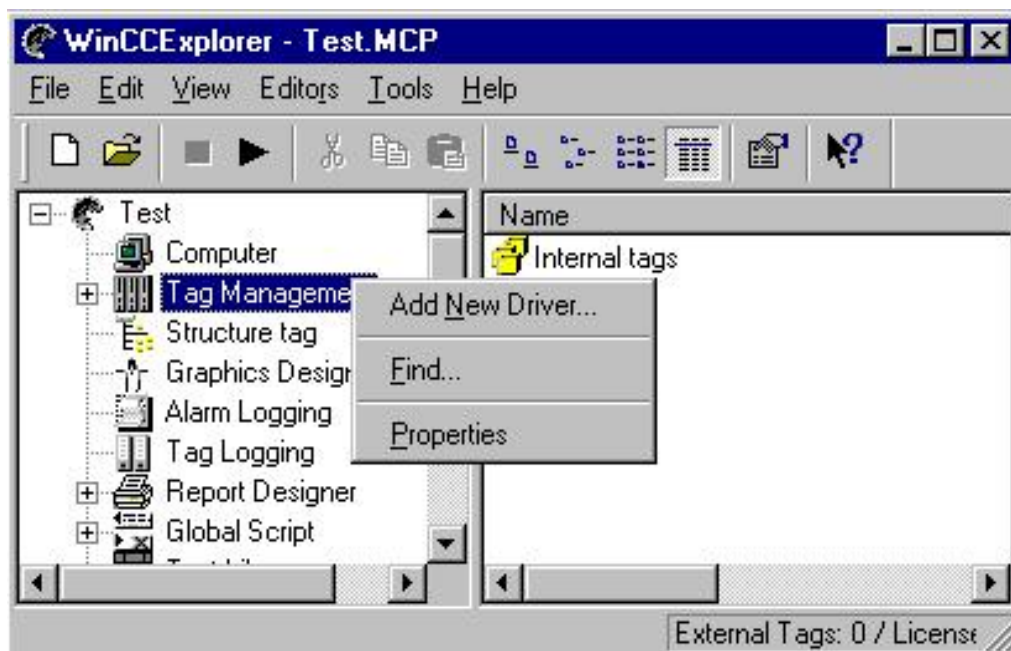 WinCCExplorer - Test.MCP
File Edit View Editors Tools Help
Test
Computer
Tag Manageme
Structure tag
Graphics Desigr
Alarm Logging
Tag Logging
Report Designer
Global Script
Name
Internal tags
Add New Driver...
Find...
Properties
External Tags: 0 / License